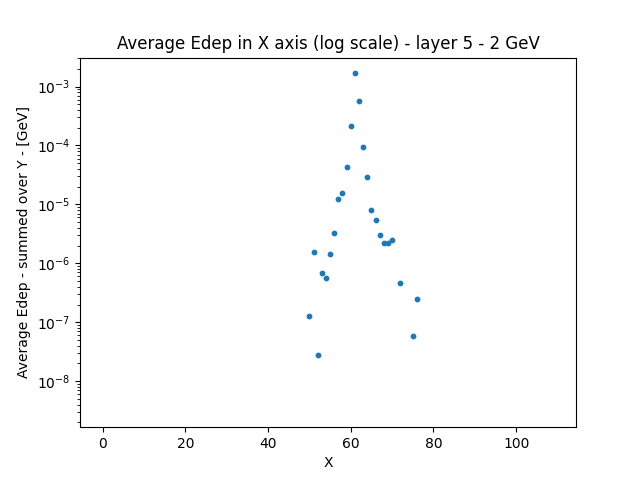 Average Edep in X axis (log scale) - layer 5 - 2 GeV
Average Edep - summed over Y - [GeV]
10⁻³
10⁻⁴
10⁻⁵
10⁻⁶
10⁻⁷
10⁻⁸
0 20 40 60 80 100
X